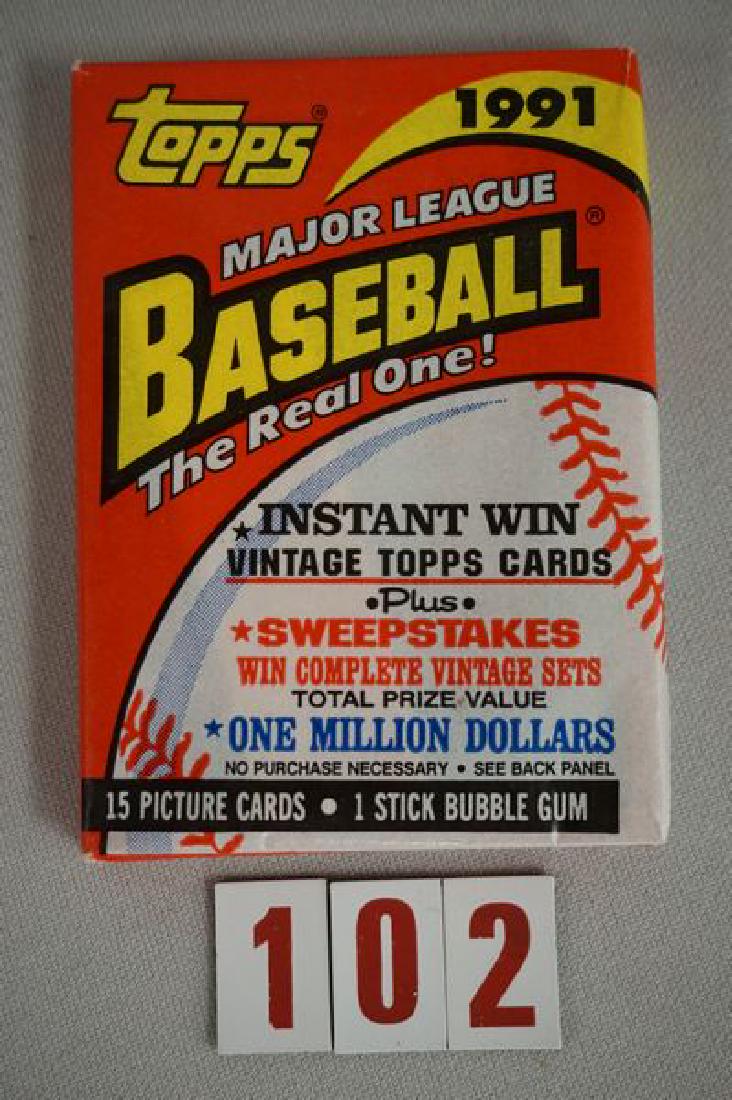 TOPPS®
1991
MAJOR LEAGUE
BASEBALL®
The Real One!
★INSTANT WIN
VINTAGE TOPPS CARDS
•Plus•
★SWEEPSTAKES
WIN COMPLETE VINTAGE SETS
TOTAL PRIZE VALUE
★ONE MILLION DOLLARS
NO PURCHASE NECESSARY • SEE BACK PANEL
15 PICTURE CARDS • 1 STICK BUBBLE GUM
102